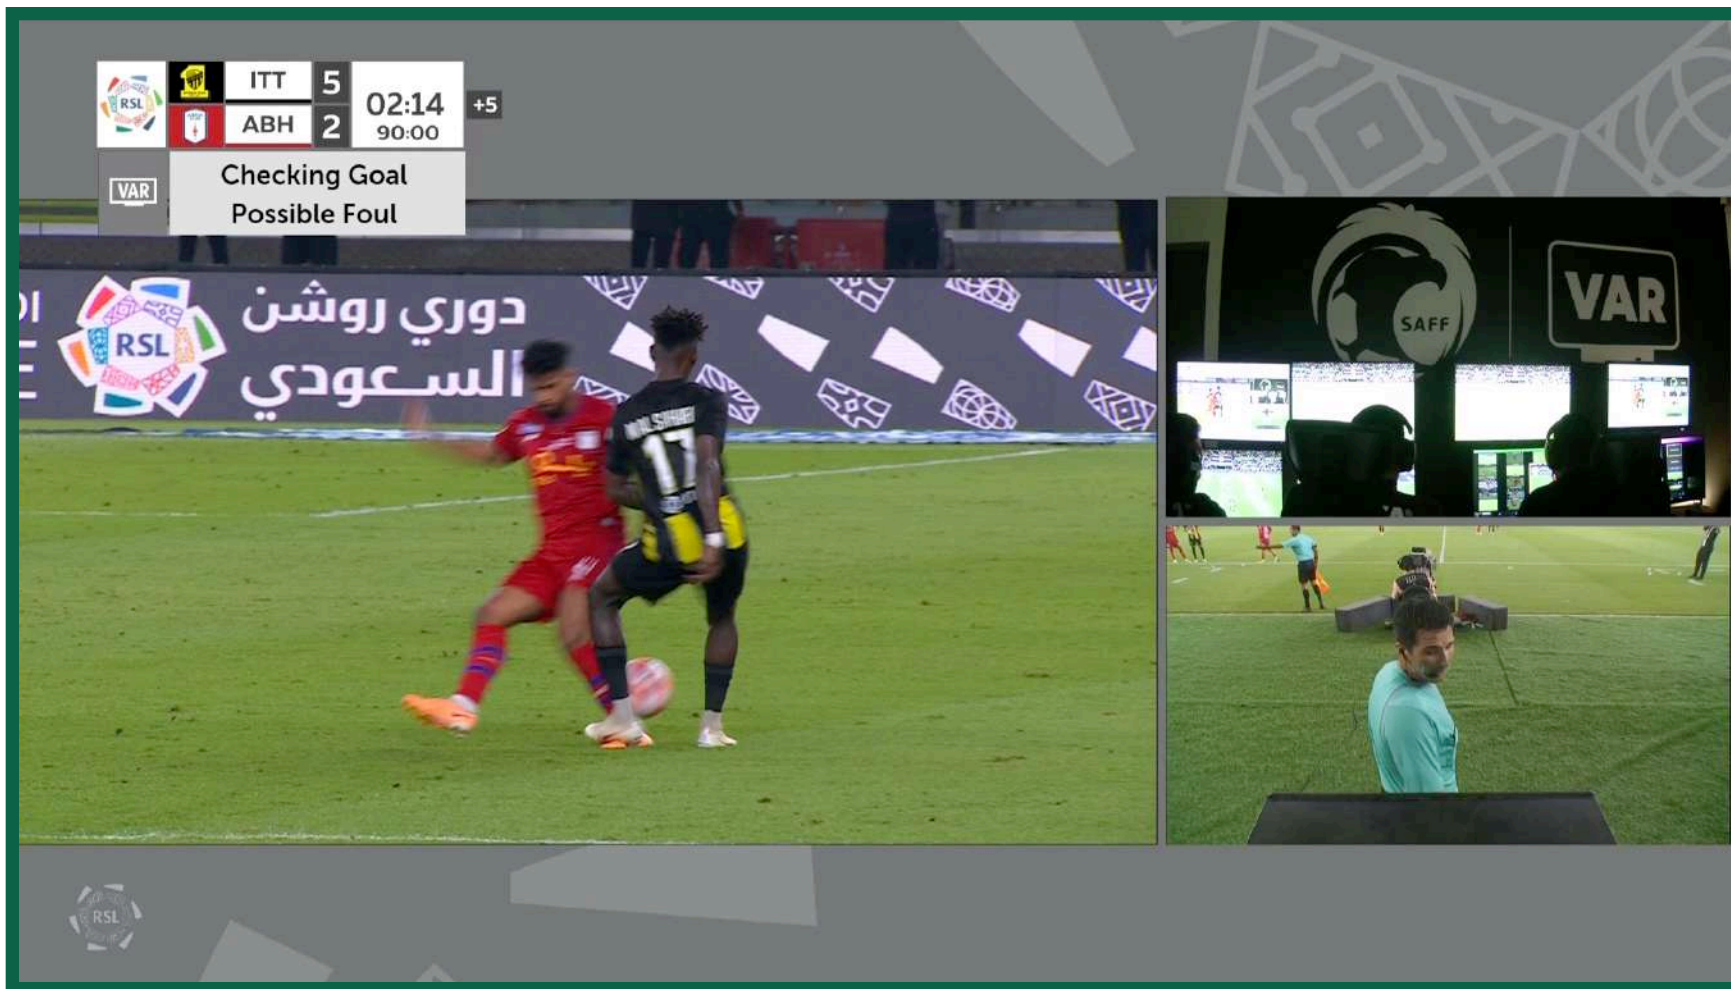 RSL
ITT 5
ABH 2
02:14
90:00
+5
VAR
Checking Goal
Possible Foul
RSL
دوري روشن
السعودي
17
SAFF
VAR
RSL